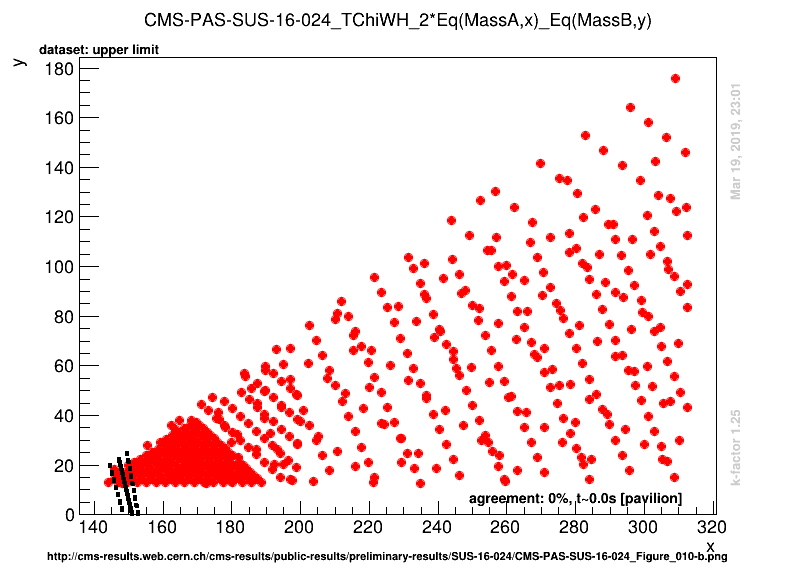 CMS-PAS-SUS-16-024_TChiWH_2*Eq(MassA,x)_Eq(MassB,y)
dataset: upper limit
y
180
160
140
120
100
80
60
40
20
0
140 160 180 200 220 240 260 280 300 320
x
agreement: 0%, t~0.0s [pavilion]
Mar 19, 2019, 23:01
k-factor 1.25
http://cms-results.web.cern.ch/cms-results/public-results/preliminary-results/SUS-16-024/CMS-PAS-SUS-16-024_Figure_010-b.png